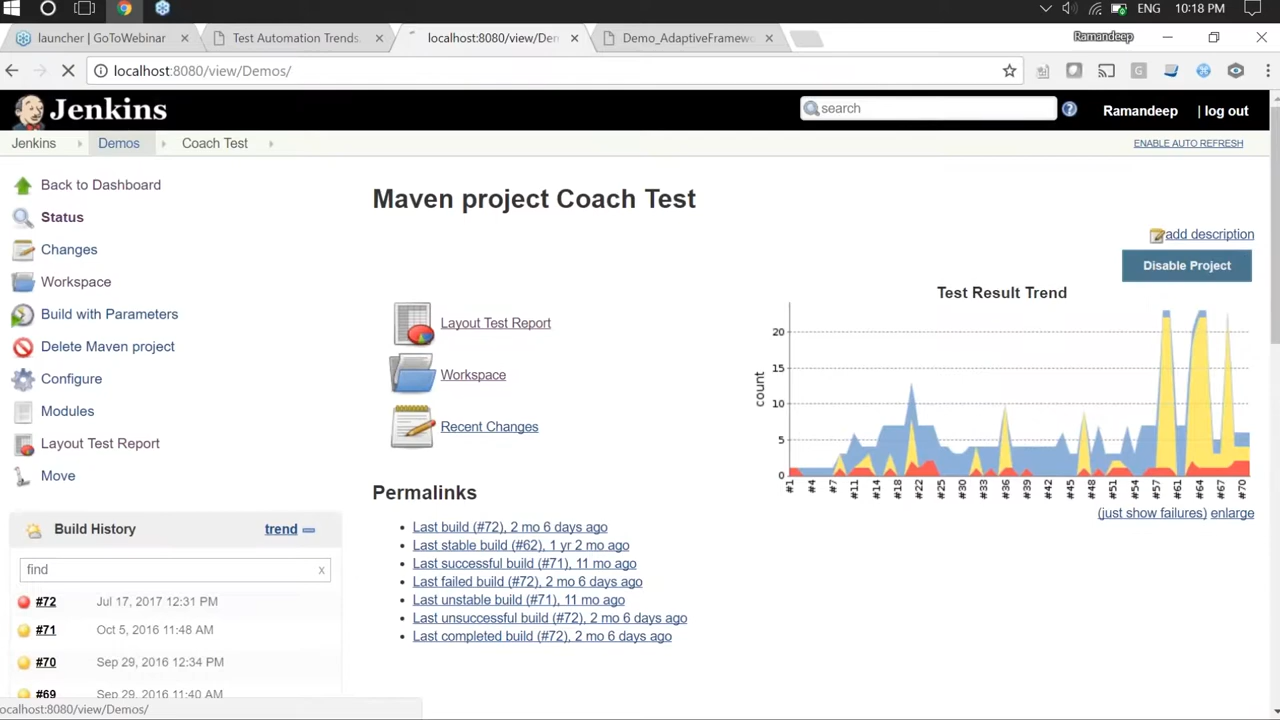 ENG 10:18 PM
launcher | GoToWebinar
Test Automation Trends
localhost:8080/view/Den
Demo_AdaptiveFramew
Ramandeep
localhost:8080/view/Demos/
Jenkins
search
Ramandeep | log out
Jenkins Demos Coach Test
ENABLE AUTO REFRESH
Back to Dashboard
Status
Changes
Workspace
Build with Parameters
Delete Maven project
Configure
Modules
Layout Test Report
Move
Build History trend
find x
#72 Jul 17, 2017 12:31 PM
#71 Oct 5, 2016 11:48 AM
#70 Sep 29, 2016 12:34 PM
#69 Sep 29, 2016 11:40 AM
localhost:8080/view/Demos/
Maven project Coach Test
add description
Disable Project
Layout Test Report
Workspace
Recent Changes
Test Result Trend
count
20
15
10
5
0
#1 #4 #7 #11 #14 #18 #22 #25 #30 #33 #36 #39 #42 #45 #48 #51 #54 #57 #61 #64 #67 #70
(just show failures) enlarge
Permalinks
Last build (#72), 2 mo 6 days ago
Last stable build (#62), 1 yr 2 mo ago
Last successful build (#71), 11 mo ago
Last failed build (#72), 2 mo 6 days ago
Last unstable build (#71), 11 mo ago
Last unsuccessful build (#72), 2 mo 6 days ago
Last completed build (#72), 2 mo 6 days ago